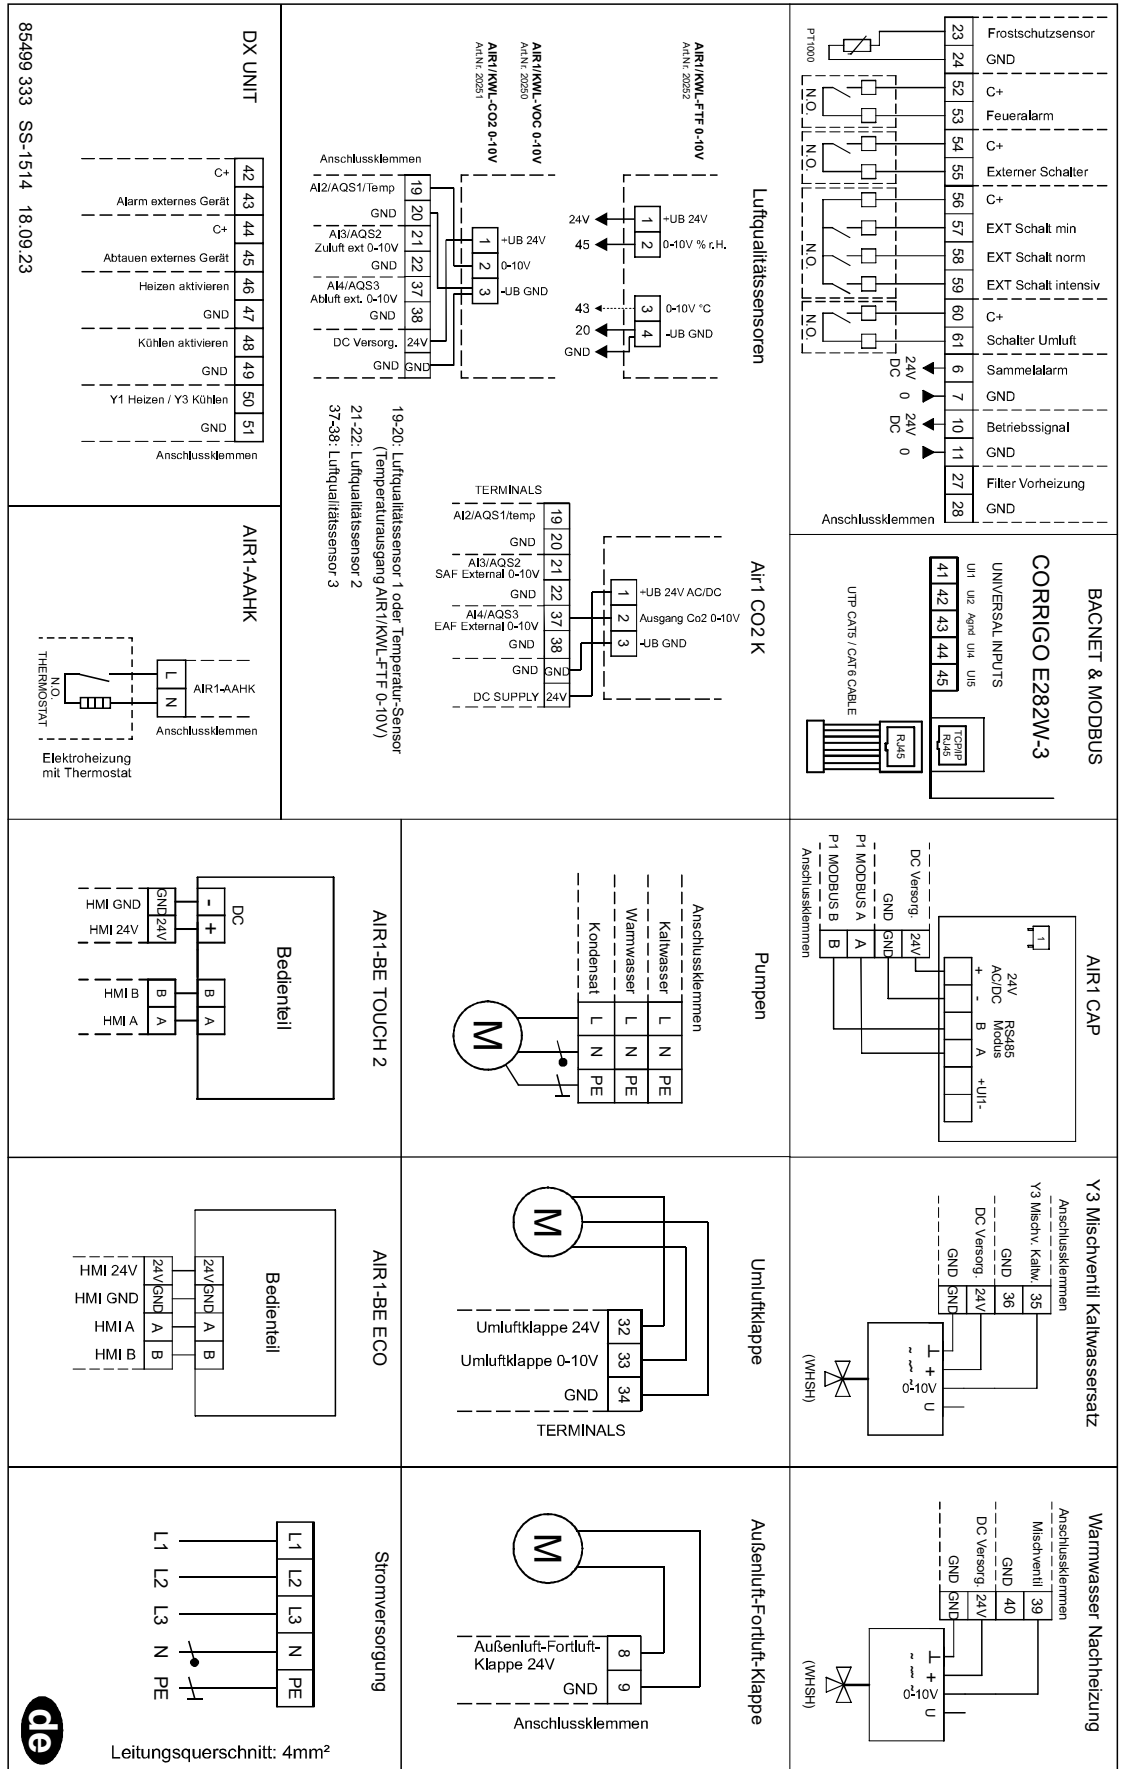 23 Frostschutzsensor
24 GND
PT1000
52 C+
53 Feueralarm
N.O.
54 C+
55 Externer Schalter
N.O.
56 C+
57 EXT Schalt min
58 EXT Schalt norm
59 EXT Schalt intensiv
N.O.
60 C+
61 Schalter Umluft
N.O.
24V DC 6 Sammelalarm
0 7 GND
24V DC 10 Betriebssignal
0 11 GND
27 Filter Vorheizung
28 GND
Anschlussklemmen
BACNET & MODBUS
CORRIGO E282W-3
UNIVERSAL INPUTS
UI1 UI2 Agnd UI4 UI5
41 42 43 44 45
TCP/IP
RJ45
RJ45
UTP CAT5 / CAT6 CABLE
AIR1 CAP
1
24V
AC/DC
RS485
Modus
+ - B A +UI1-
DC Versorg. 24V
GND GND
P1 MODBUS A A
P1 MODBUS B B
Anschlussklemmen
Y3 Mischventil Kaltwassersatz
Anschlussklemmen
Y3 Mischv. Kaltw. 35
GND 36
DC Versorg. 24V
GND GND
⊥ + 0-10V U
~ ~ ~
(WHSH)
Warmwasser Nachheizung
Anschlussklemmen
Mischventil 39
GND 40
DC Versorg. 24V
GND GND
⊥ + 0-10V U
~ ~ ~
(WHSH)
Luftqualitätssensoren
AIR1/KWL-FTF 0-10V
Art.Nr. 20252
24V 1 +UB 24V
45 2 0-10V % r.H.
43 3 0-10V °C
20 4 -UB GND
GND
AIR1/KWL-VOC 0-10V
Art.Nr. 20250
AIR1/KWL-CO2 0-10V
Art.Nr. 20251
Anschlussklemmen
AI2/AQS1/Temp 19
GND 20
AI3/AQS2
Zuluft ext 0-10V 21
GND 22
AI4/AQS3
Abluft ext. 0-10V 37
GND 38
DC Versorg. 24V
GND GND
1 +UB 24V
2 0-10V
3 -UB GND
19-20: Luftqualitätssensor 1 oder Temperatur-Sensor
(Temperaturausgang AIR1/KWL-FTF 0-10V)
21-22: Luftqualitätssensor 2
37-38: Luftqualitätssensor 3
Air1 CO2 K
TERMINALS
AI2/AQS1/temp 19
GND 20
AI3/AQS2
SAF External 0-10V 21
GND 22
AI4/AQS3
EAF External 0-10V 37
GND 38
GND GND
DC SUPPLY 24V
1 +UB 24V AC/DC
2 Ausgang Co2 0-10V
3 -UB GND
Pumpen
Anschlussklemmen
Kaltwasser L N PE
Warmwasser L N PE
Kondensat L N PE
M
Umluftklappe
M
Umluftklappe 24V 32
Umluftklappe 0-10V 33
GND 34
TERMINALS
Außenluft-Fortluft-Klappe
M
Außenluft-Fortluft-
Klappe 24V 8
GND 9
Anschlussklemmen
DX UNIT
C+ 42
Alarm externes Gerät 43
C+ 44
Abtauen externes Gerät 45
Heizen aktivieren 46
GND 47
Kühlen aktivieren 48
GND 49
Y1 Heizen / Y3 Kühlen 50
GND 51
Anschlussklemmen
85499 333 SS-1514 18.09.23
AIR1-AAHK
L
N
AIR1-AAHK
Anschlussklemmen
N.O.
THERMOSTAT
Elektroheizung
mit Thermostat
AIR1-BE TOUCH 2
Bedienteil
DC
- +
B A
HMI GND GND
HMI 24V 24V
HMI B B
HMI A A
AIR1-BE ECO
Bedienteil
24V GND A B
HMI 24V 24V
HMI GND GND
HMI A A
HMI B B
Stromversorgung
L1 L2 L3 N PE
L1 L2 L3 N PE
Leitungsquerschnitt: 4mm²
de